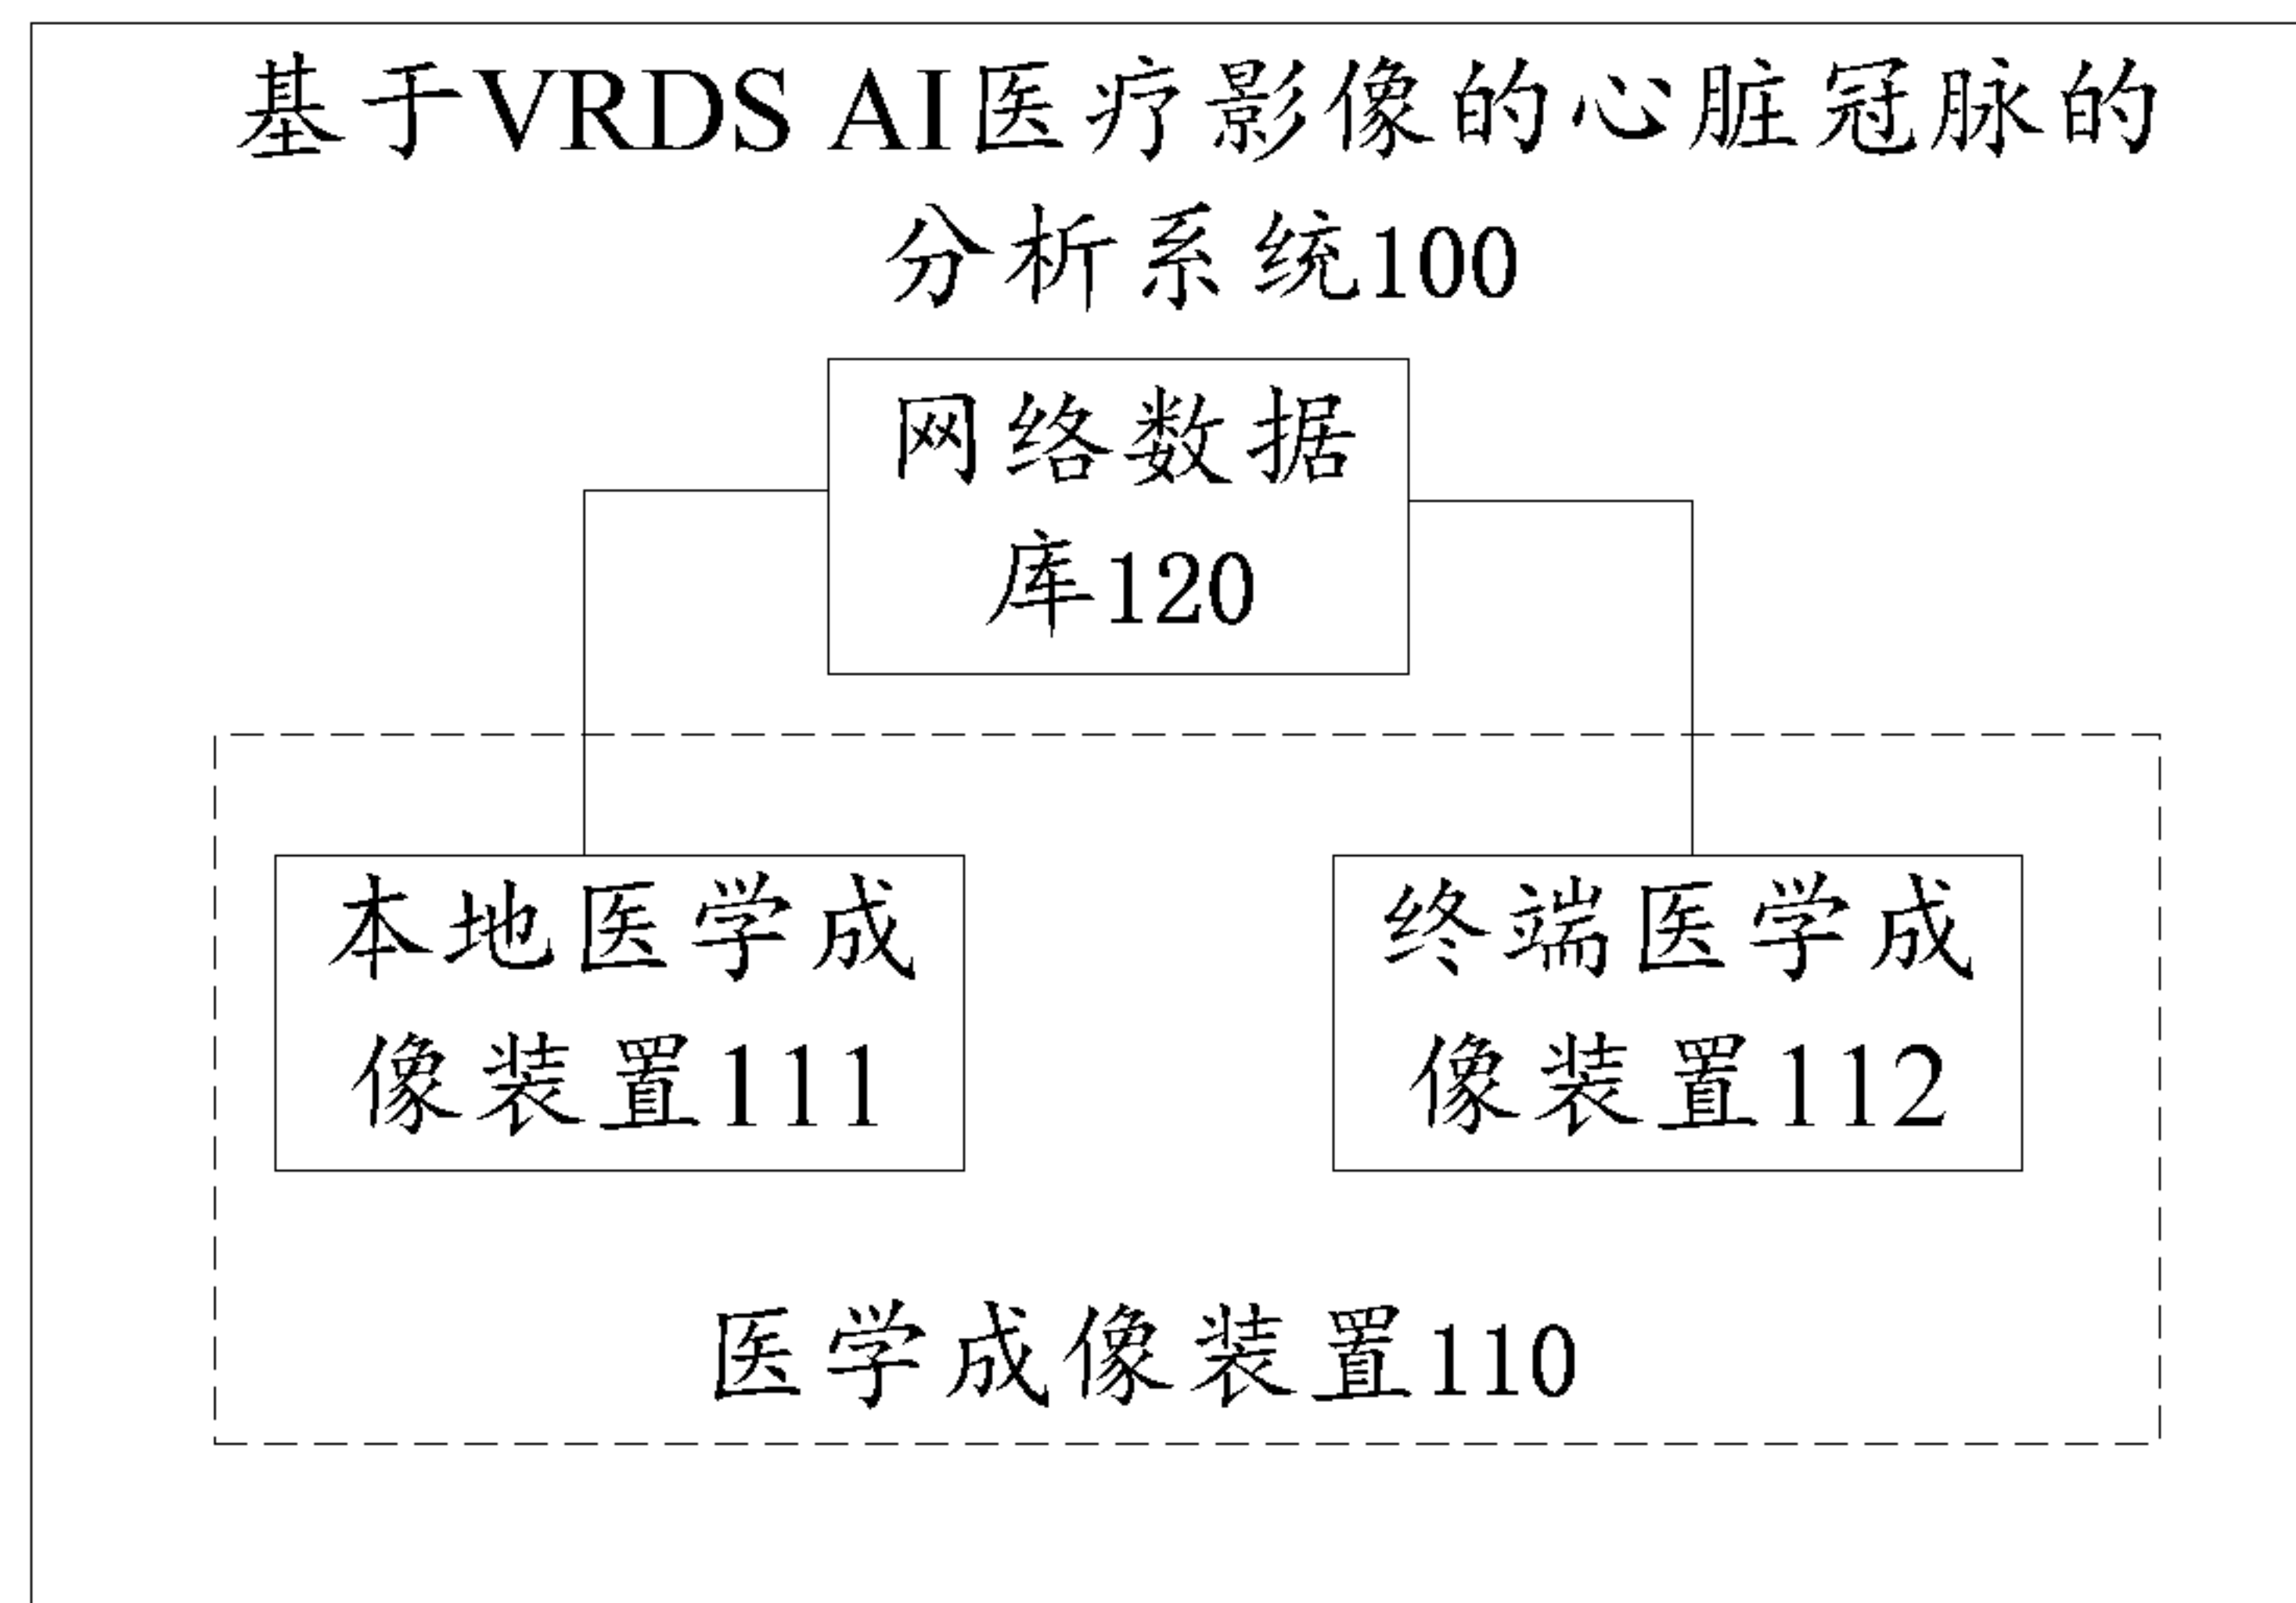 基于VRDS AI医疗影像的心脏冠脉的
分析系统100
网络数据
库120
本地医学成
像装置111
终端医学成
像装置112
医学成像装置110